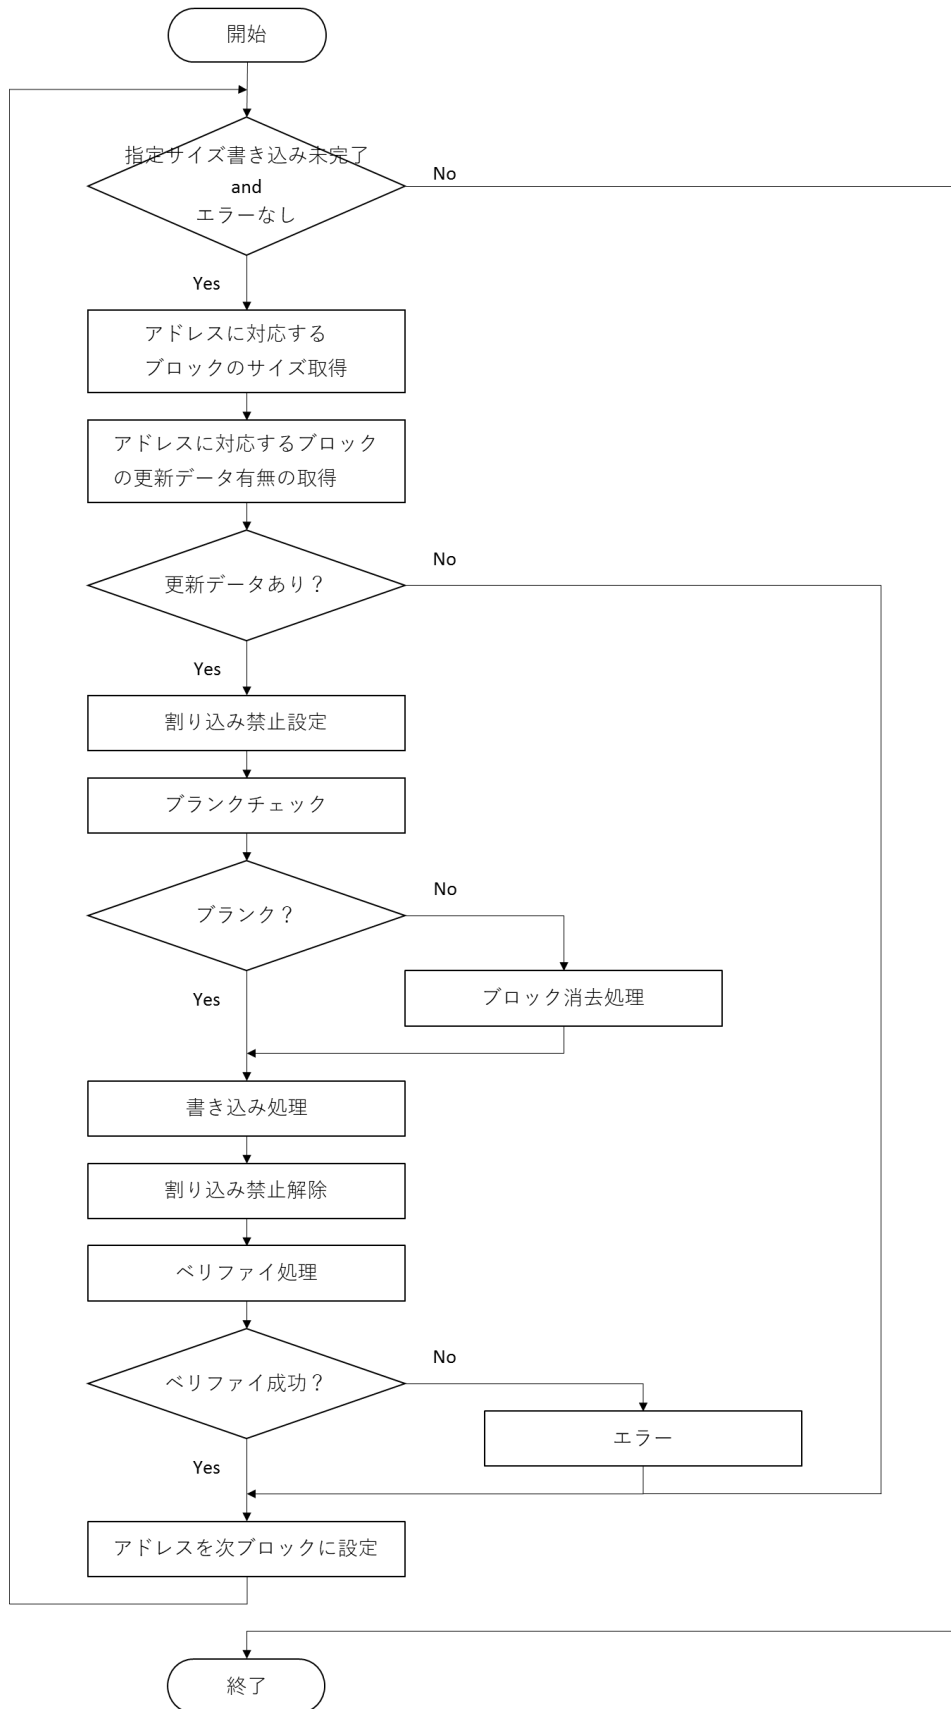 開始
指定サイズ書き込み未完了
and
エラーなし
No
Yes
アドレスに対応する
ブロックのサイズ取得
アドレスに対応するブロック
の更新データ有無の取得
更新データあり？
No
Yes
割り込み禁止設定
ブランクチェック
ブランク？
No
Yes
ブロック消去処理
書き込み処理
割り込み禁止解除
ベリファイ処理
ベリファイ成功？
No
エラー
Yes
アドレスを次ブロックに設定
終了